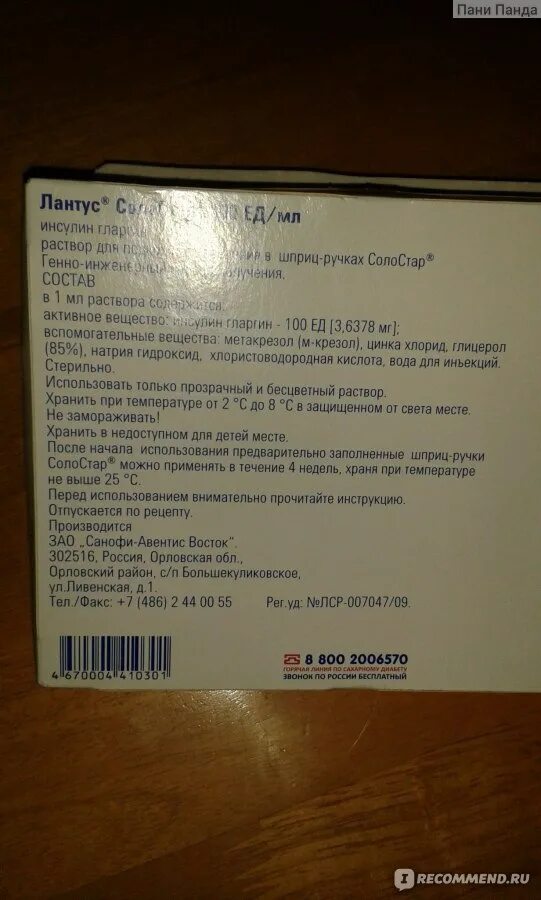 Пани Панда
Лантус® ЕД/мл
инсулин
раствор для в шприц-ручках СолоСтар®
СОСТАВ
в 1 мл раствора содержится:
активное вещество: инсулин гларгин - 100 ЕД [3,6378 мг];
вспомогательные вещества: метакрезол (м-крезол), цинка хлорид, глицерол
(85%), натрия гидроксид, хлористоводородная кислота, вода для инъекций.
Стерильно.
Использовать только прозрачный и бесцветный раствор.
Хранить при температуре от 2 °C до 8 °C в защищенном от света месте.
Не замораживать!
Хранить в недоступном для детей месте.
После начала использования предварительно заполненные шприц-ручки
СолоСтар® можно применять в течение 4 недель, храня при температуре
не выше 25 °C.
Перед использованием внимательно прочитайте инструкцию.
Отпускается по рецепту.
Производится
ЗАО „Санофи-Авентис Восток".
302516, Россия, Орловская обл.,
Орловский район, с/п Большекуликовское,
ул.Ливенская, д.1.
Тел./Факс: +7 (486) 2 44 00 55 Рег.уд: №ЛСР-007047/09.
4 670004 410301
8 800 2006570
ГОРЯЧАЯ ЛИНИЯ ПО САХАРНОМУ ДИАБЕТУ
ЗВОНОК ПО РОССИИ БЕСПЛАТНЫЙ
IRECOMMEND.RU